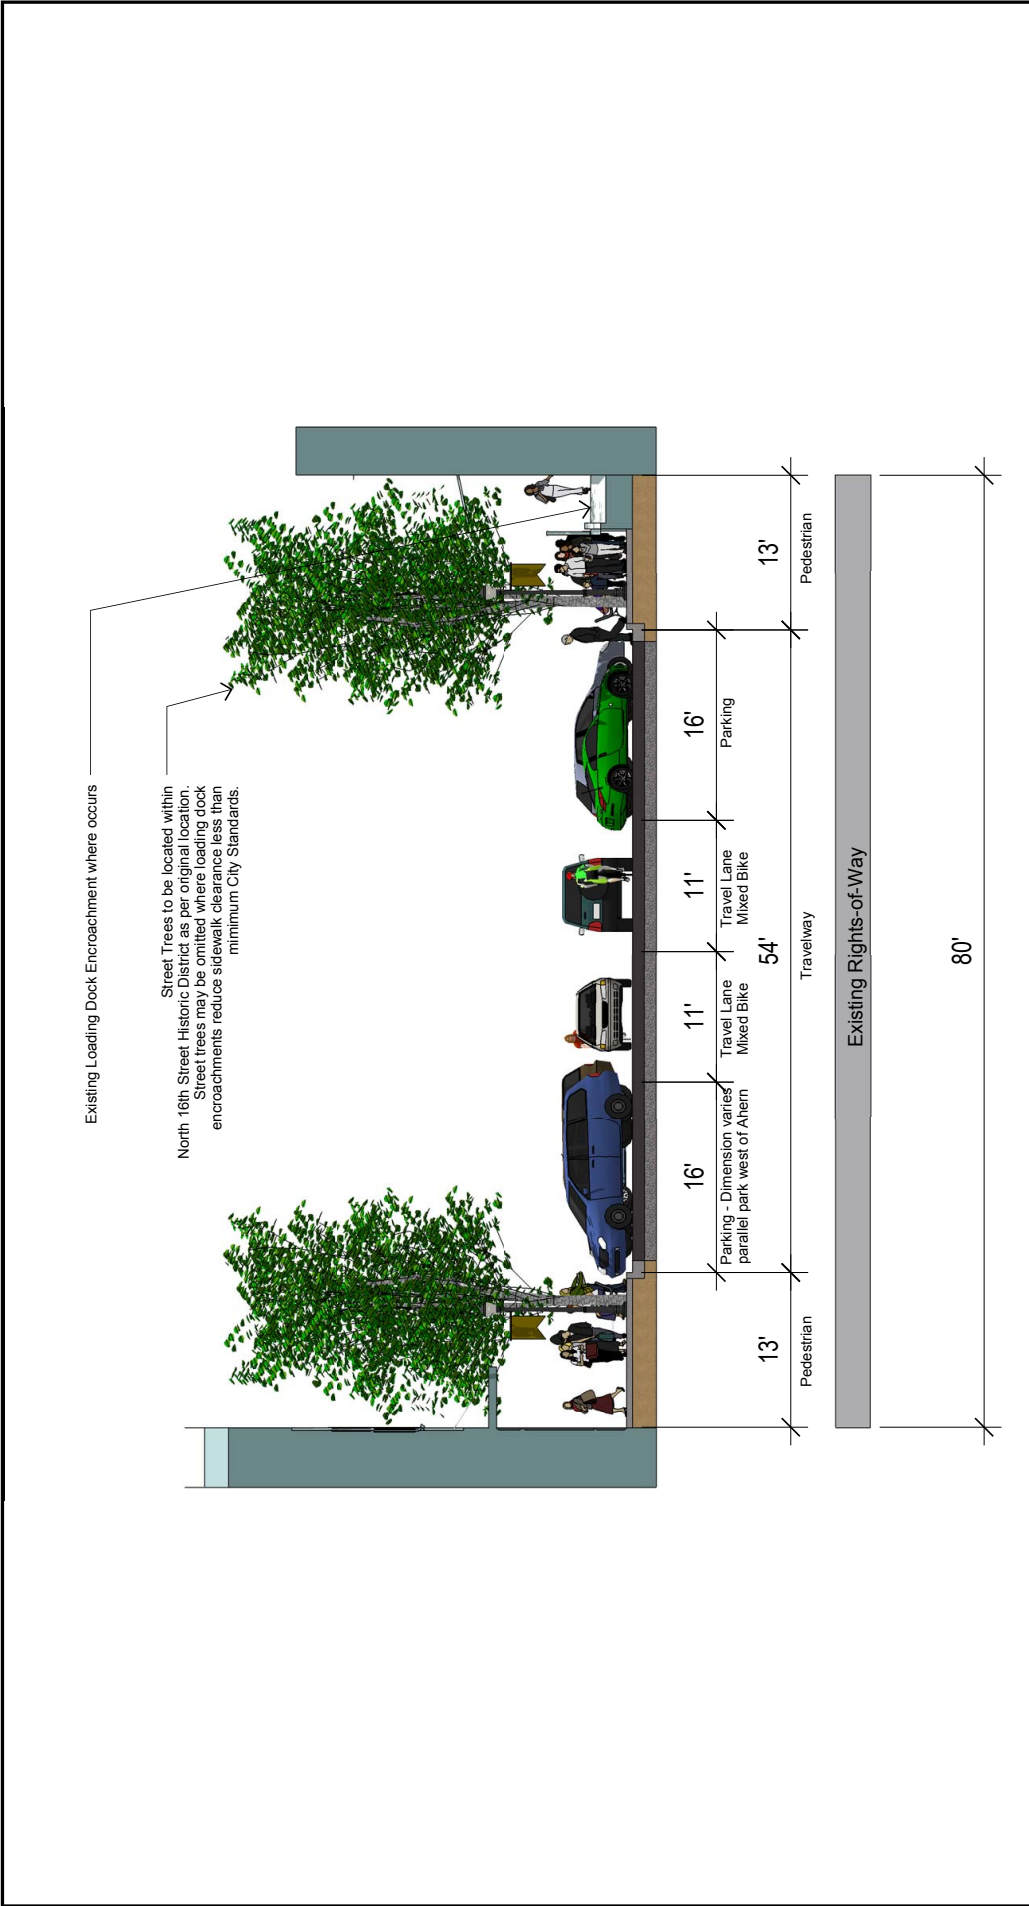 Existing Loading Dock Encroachment where occurs
Street Trees to be located within
North 16th Street Historic District as per original location.
Street trees may be omitted where loading dock
encroachments reduce sidewalk clearance less than
mimimum City Standards.
16'
Parking - Dimension varies
parallel park west of Ahern
11'
Travel Lane
Mixed Bike
11'
Travel Lane
Mixed Bike
16'
Parking
13'
Pedestrian
54'
Travelway
13'
Pedestrian
Existing Rights-of-Way
80'